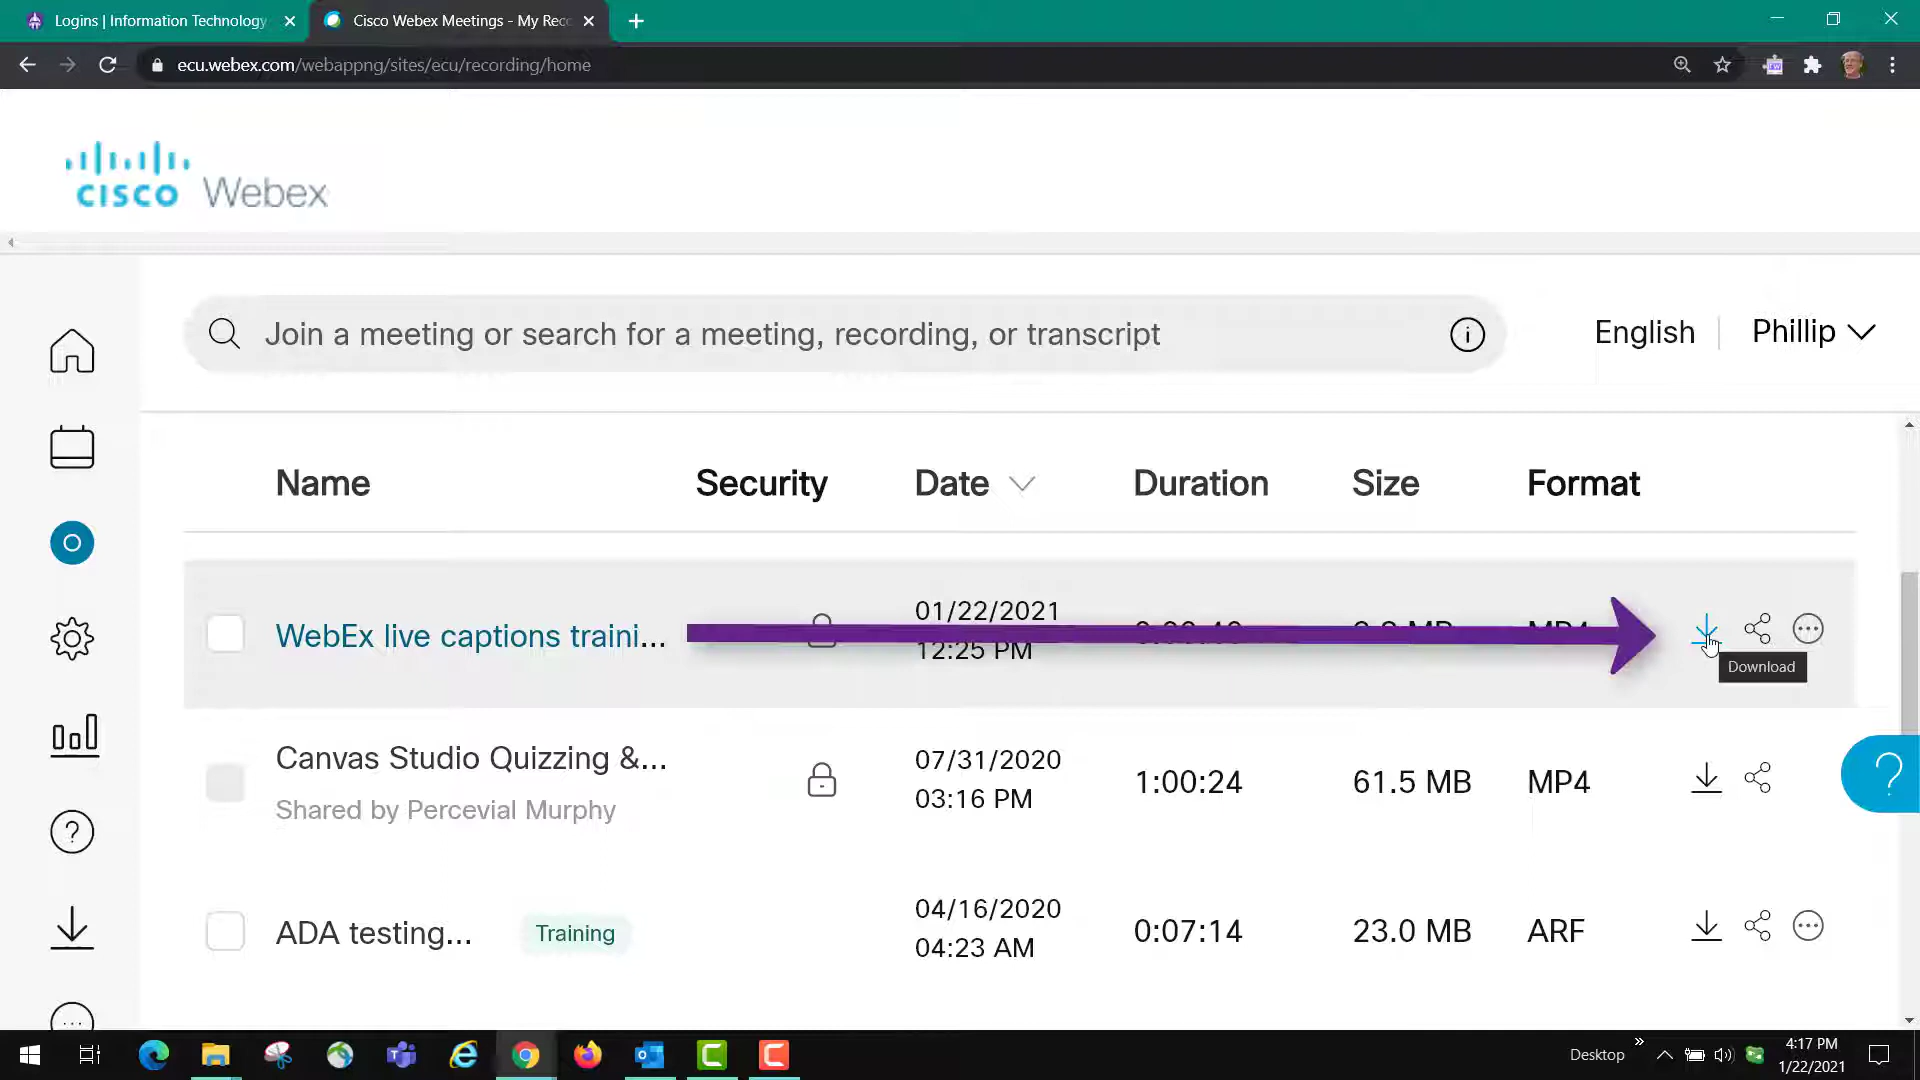 Logins | Information Technology
Cisco Webex Meetings - My Rec
ecu.webex.com/webappng/sites/ecu/recording/home
CISCO Webex
Join a meeting or search for a meeting, recording, or transcript
English
Phillip
Name Security Date Duration Size Format
WebEx live captions traini...
01/22/2021
12:25 PM
MP4
Download
Canvas Studio Quizzing &...
Shared by Percevial Murphy
07/31/2020
03:16 PM
1:00:24 61.5 MB MP4
ADA testing... Training
04/16/2020
04:23 AM
0:07:14 23.0 MB ARF
Desktop
4:17 PM
1/22/2021